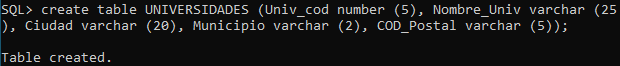 SQL> create table UNIVERSIDADES (Univ_cod number (5), Nombre_Univ varchar (25
), Ciudad varchar (20), Municipio varchar (2), COD_Postal varchar (5));
Table created.